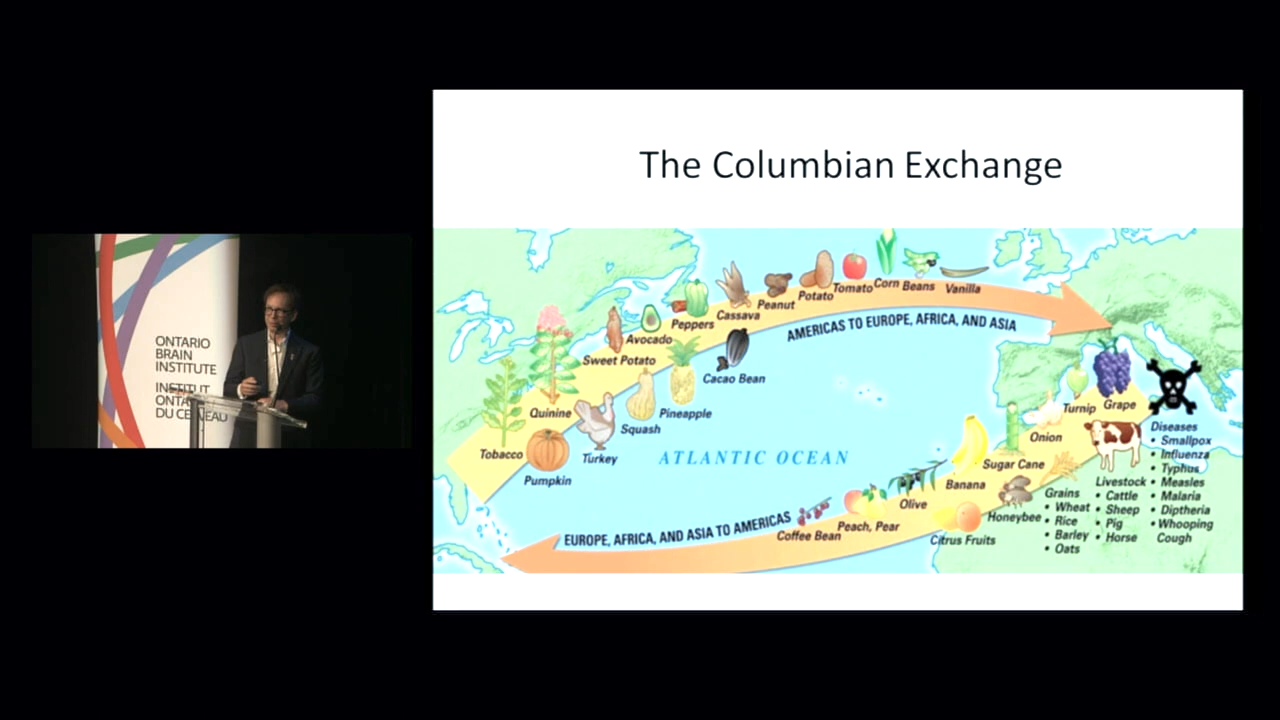 ONTARIO
BRAIN
INSTITUTE
INSTITUT
DU CERVEAU
The Columbian Exchange
Tobacco
Quinine
Pumpkin
Turkey
Sweet Potato
Squash
Avocado
Pineapple
Peppers
Cassava
Cacao Bean
Peanut
Potato
Tomato
Corn
Beans
Vanilla
AMERICAS TO EUROPE, AFRICA, AND ASIA
ATLANTIC OCEAN
EUROPE, AFRICA, AND ASIA TO AMERICAS
Coffee Bean
Peach, Pear
Olive
Citrus Fruits
Banana
Sugar Cane
Honeybee
Onion
Turnip
Grape
Grains
• Wheat
• Rice
• Barley
• Oats
Livestock
• Cattle
• Sheep
• Pig
• Horse
Diseases
• Smallpox
• Influenza
• Typhus
• Measles
• Malaria
• Diptheria
• Whooping
Cough